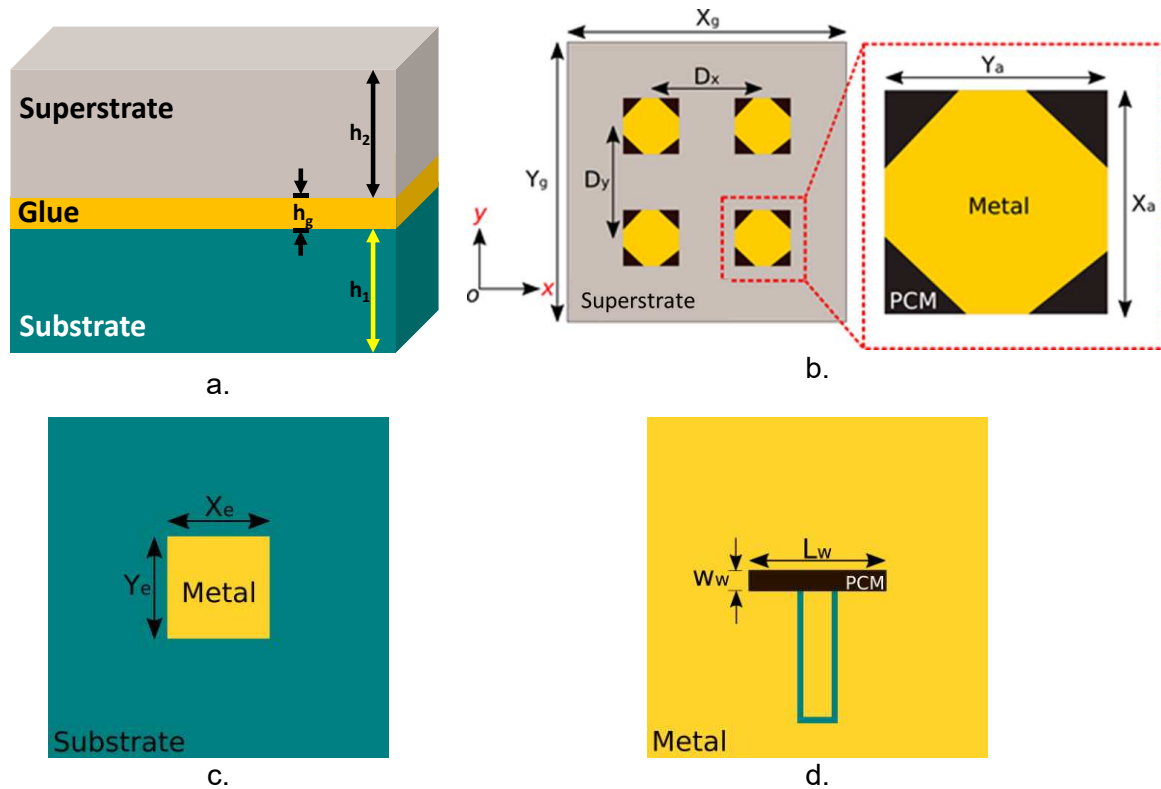 Superstrate
h2
Glue
hg
h1
Substrate
a.
Xg
Dx
Yg
Dy
y
o
x
Superstrate
Ya
Metal
Xa
PCM
b.
Xe
Ye
Metal
Substrate
c.
Lw
Ww
PCM
Metal
d.